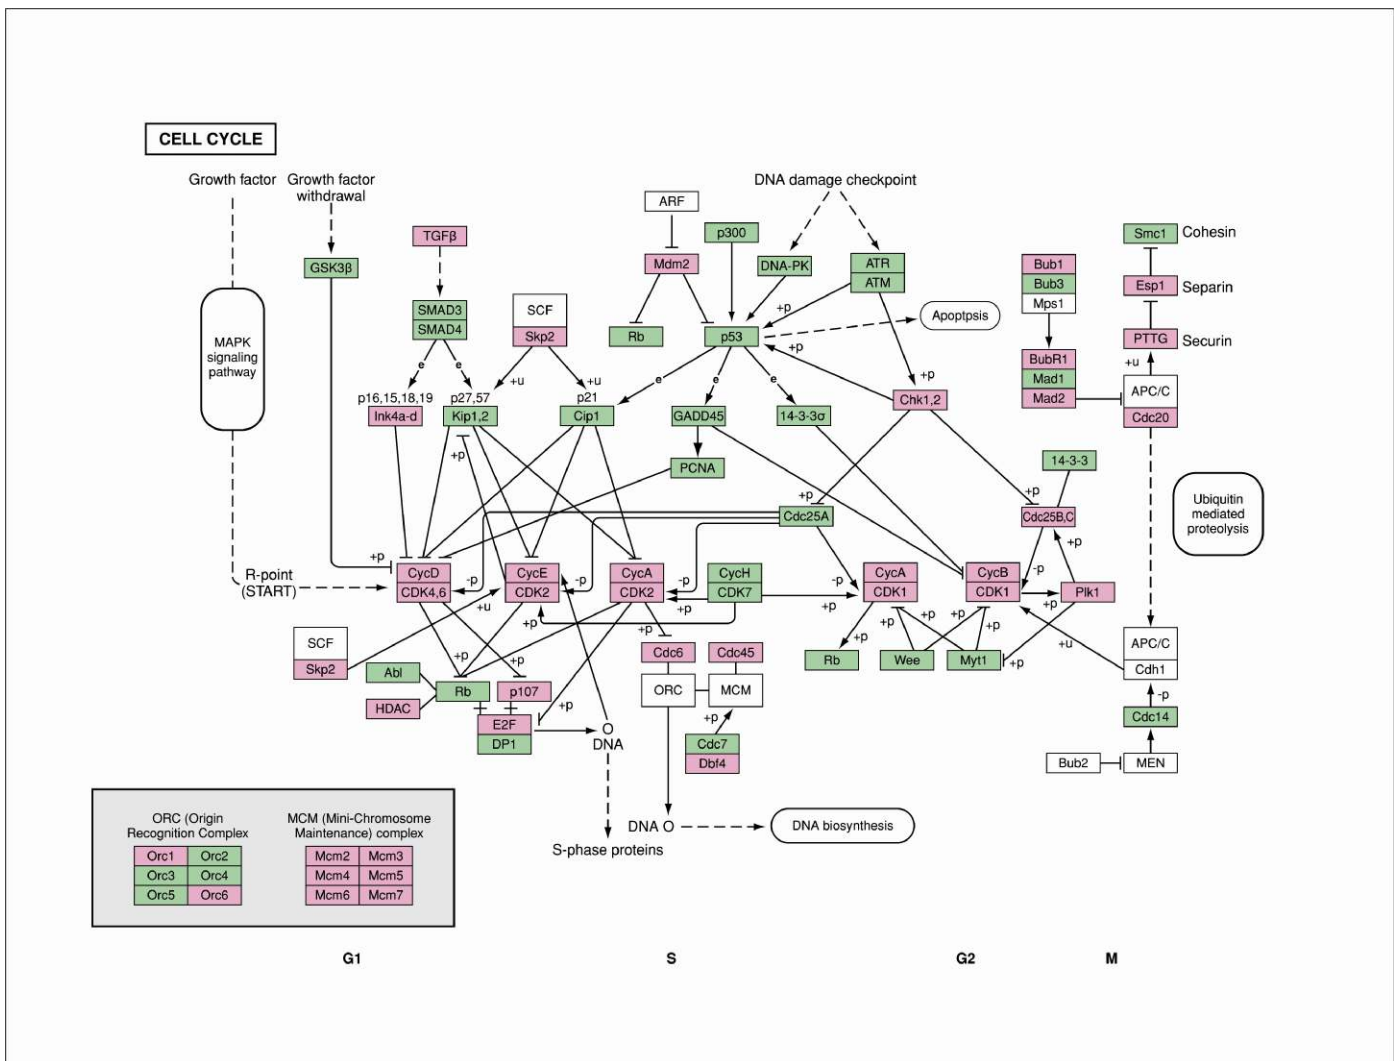 CELL CYCLE
Growth factor
Growth factor
withdrawal
DNA damage checkpoint
ARF
p300
TGFβ
Smc1
Cohesin
GSK3β
Mdm2
DNA-PK
ATR
ATM
Bub1
Bub3
Mps1
Esp1
Separin
MAPK
signaling
pathway
SMAD3
SMAD4
SCF
Skp2
Rb
p53
+p
Apoptpsis
+p
PTTG
Securin
+u
e
e
+u
+u
e
e
e
+p
BubR1
Mad1
Mad2
APC/C
Cdc20
p16,15,18,19
Ink4a-d
p27,57
Kip1,2
p21
Cip1
GADD45
14-3-3σ
Chk1,2
+p
PCNA
14-3-3
+p
Cdc25A
+p
Cdc25B,C
Ubiquitin
mediated
proteolysis
R-point
(START)
+p
CycD
CDK4,6
-p
CycE
CDK2
-p
CycA
CDK2
-p
+p
CycH
CDK7
-p
+p
CycA
CDK1
CycB
CDK1
-p
+p
+p
Plk1
+u
SCF
Skp2
+p
+p
+p
+p
Cdc6
Cdc45
+p
Rb
+p
Wee
+p
Myt1
+p
+u
APC/C
Cdh1
-p
Abl
HDAC
Rb
p107
E2F
DP1
+p
O
DNA
ORC
MCM
+p
Cdc7
Dbf4
Cdc14
Bub2
MEN
S-phase proteins
DNA O
DNA biosynthesis
ORC (Origin
Recognition Complex
Orc1 Orc2
Orc3 Orc4
Orc5 Orc6
MCM (Mini-Chromosome
Maintenance) complex
Mcm2 Mcm3
Mcm4 Mcm5
Mcm6 Mcm7
G1 S G2 M